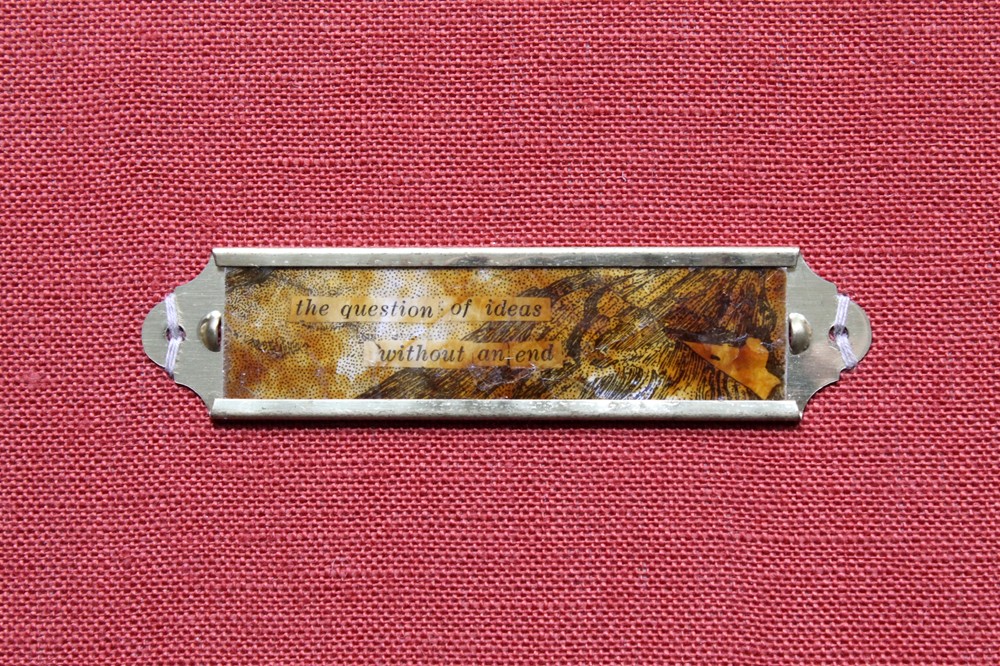 the question of ideas
without an end